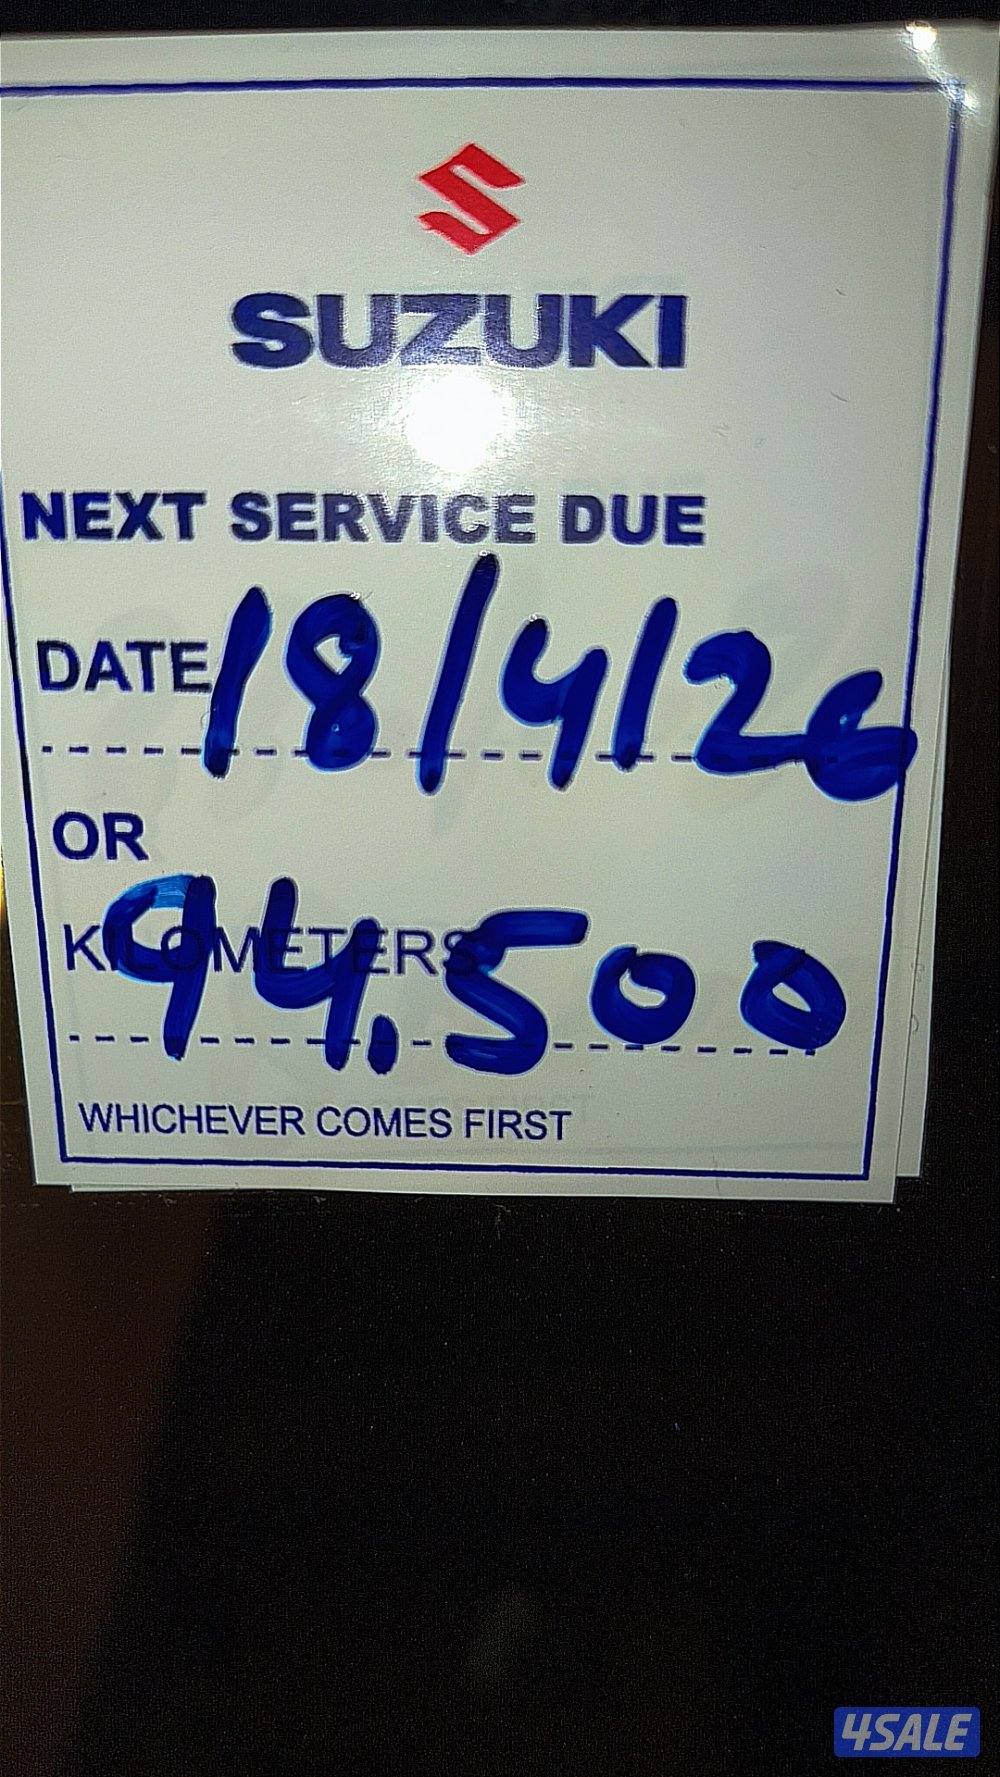 SUZUKI
NEXT SERVICE DUE
DATE 18/4/26
OR
KILOMETERS 94,500
WHICHEVER COMES FIRST
4SALE